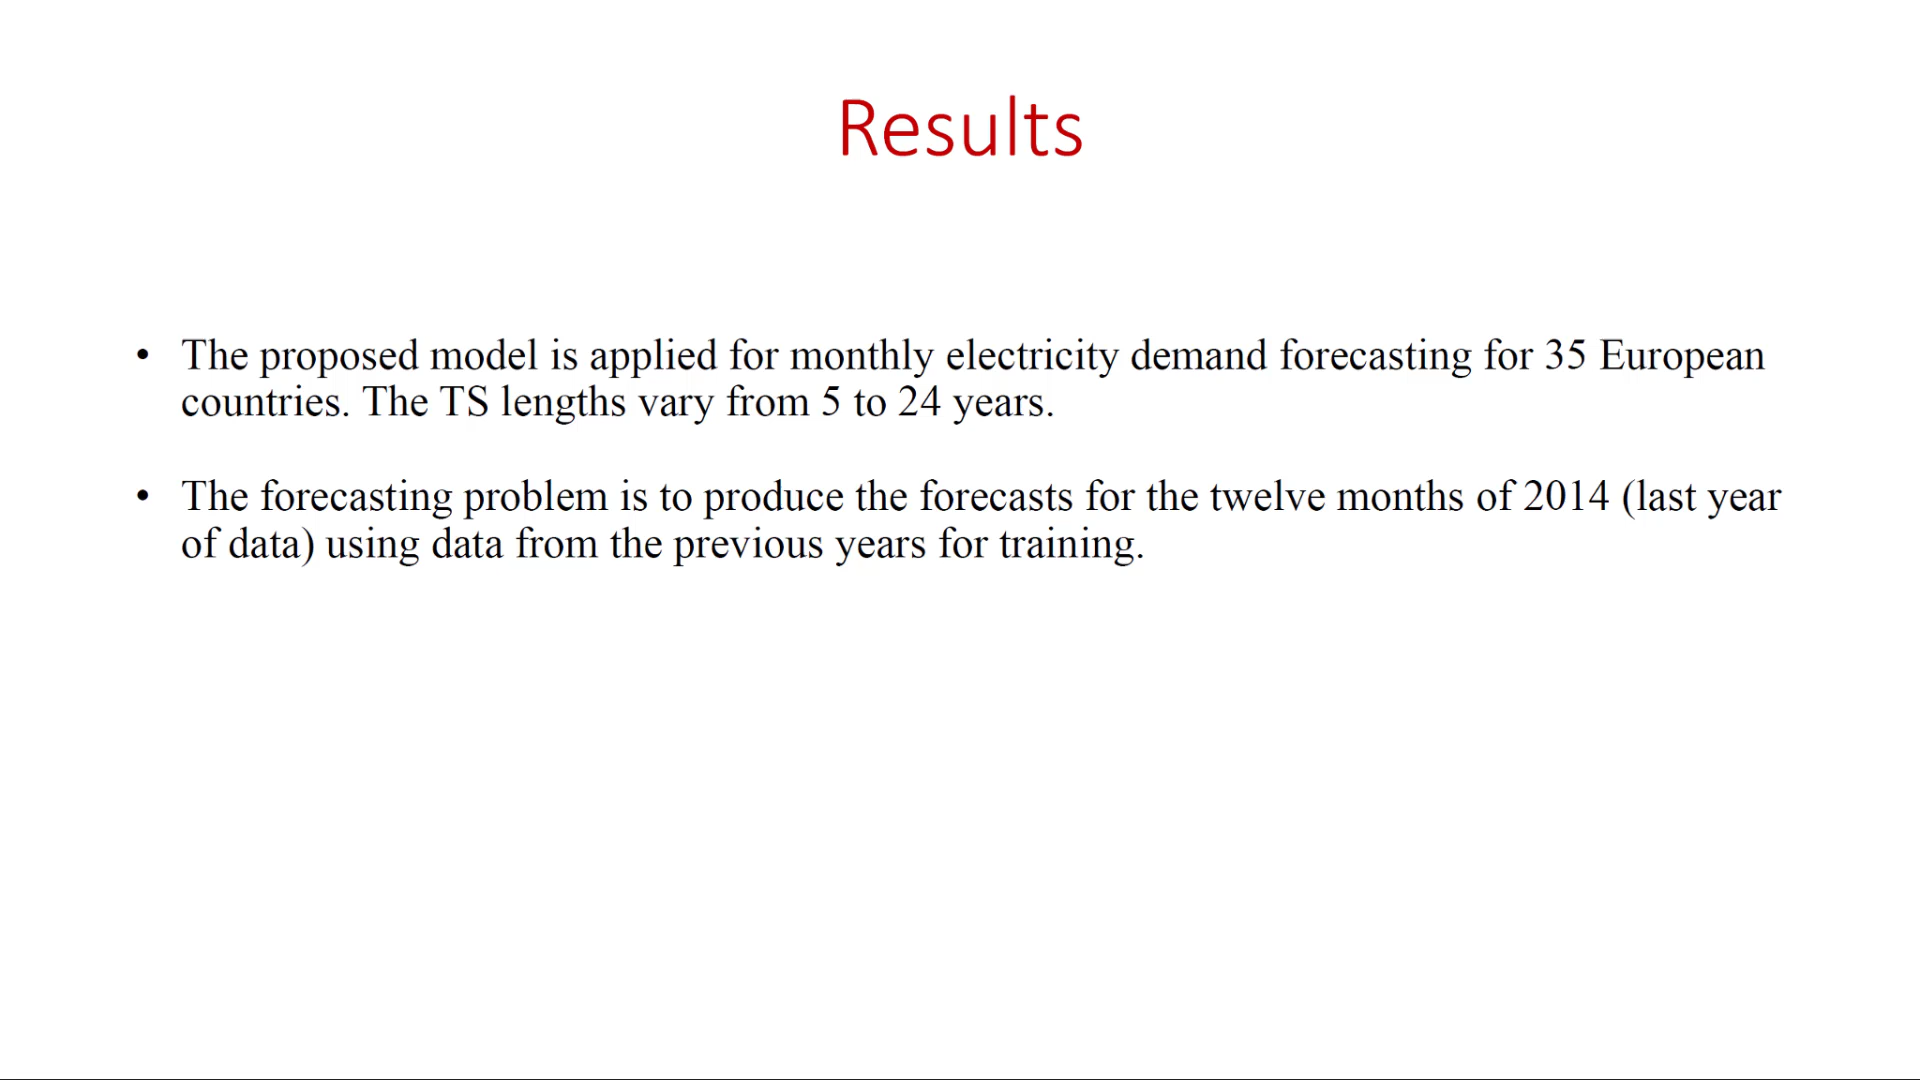 Results
• The proposed model is applied for monthly electricity demand forecasting for 35 European
countries. The TS lengths vary from 5 to 24 years.
• The forecasting problem is to produce the forecasts for the twelve months of 2014 (last year
of data) using data from the previous years for training.